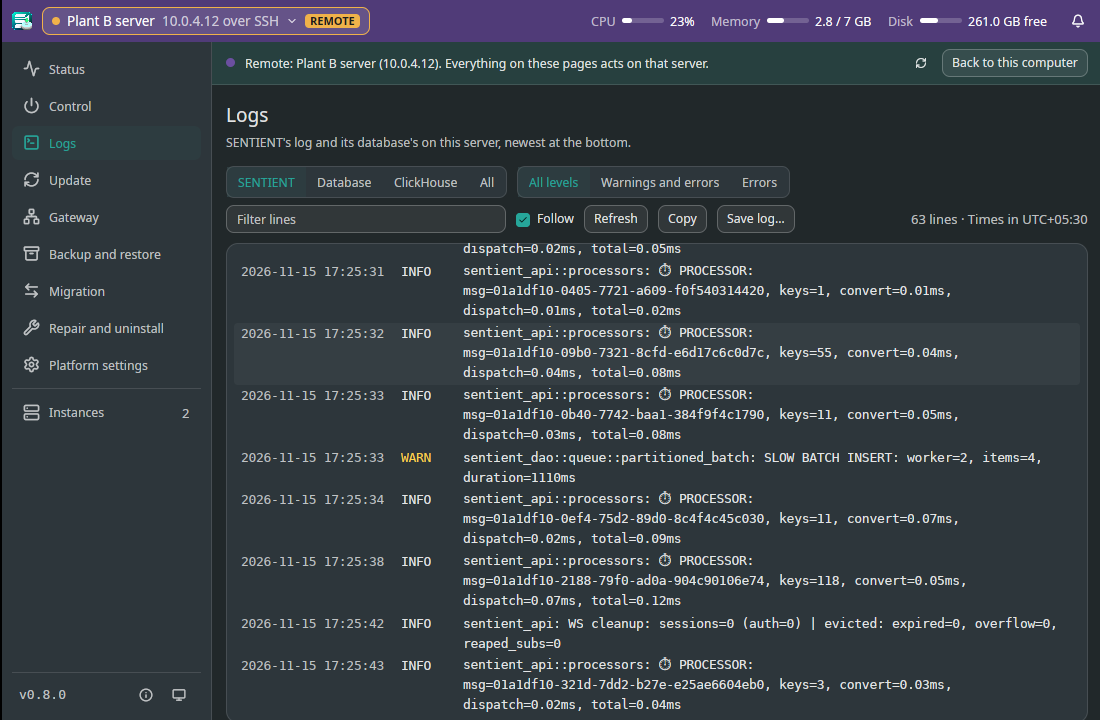 Plant B server 10.0.4.12 over SSH REMOTE
CPU 23% Memory 2.8 / 7 GB Disk 261.0 GB free
Status
Control
Logs
Update
Gateway
Backup and restore
Migration
Repair and uninstall
Platform settings
Instances 2
v0.8.0
Remote: Plant B server (10.0.4.12). Everything on these pages acts on that server.
Back to this computer
Logs
SENTIENT's log and its database's on this server, newest at the bottom.
SENTIENT Database ClickHouse All
All levels Warnings and errors Errors
Filter lines
Follow Refresh Copy Save log...
63 lines · Times in UTC+05:30
dispatch=0.02ms, total=0.05ms
2026-11-15 17:25:31 INFO sentient_api::processors: ⏱ PROCESSOR:
msg=01a1df10-0405-7721-a609-f0f540314420, keys=1, convert=0.01ms,
dispatch=0.01ms, total=0.02ms
2026-11-15 17:25:32 INFO sentient_api::processors: ⏱ PROCESSOR:
msg=01a1df10-09b0-7321-8cfd-e6d17c6c0d7c, keys=55, convert=0.04ms,
dispatch=0.04ms, total=0.08ms
2026-11-15 17:25:33 INFO sentient_api::processors: ⏱ PROCESSOR:
msg=01a1df10-0b40-7742-baa1-384f9f4c1790, keys=11, convert=0.05ms,
dispatch=0.03ms, total=0.08ms
2026-11-15 17:25:33 WARN sentient_dao::queue::partitioned_batch: SLOW BATCH INSERT: worker=2, items=4,
duration=1110ms
2026-11-15 17:25:34 INFO sentient_api::processors: ⏱ PROCESSOR:
msg=01a1df10-0ef4-75d2-89d0-8c4f4c45c030, keys=11, convert=0.07ms,
dispatch=0.02ms, total=0.09ms
2026-11-15 17:25:38 INFO sentient_api::processors: ⏱ PROCESSOR:
msg=01a1df10-2188-79f0-ad0a-904c90106e74, keys=118, convert=0.05ms,
dispatch=0.07ms, total=0.12ms
2026-11-15 17:25:42 INFO sentient_api: WS cleanup: sessions=0 (auth=0) | evicted: expired=0, overflow=0,
reaped_subs=0
2026-11-15 17:25:43 INFO sentient_api::processors: ⏱ PROCESSOR:
msg=01a1df10-321d-7dd2-b27e-e25ae6604eb0, keys=3, convert=0.03ms,
dispatch=0.02ms, total=0.04ms